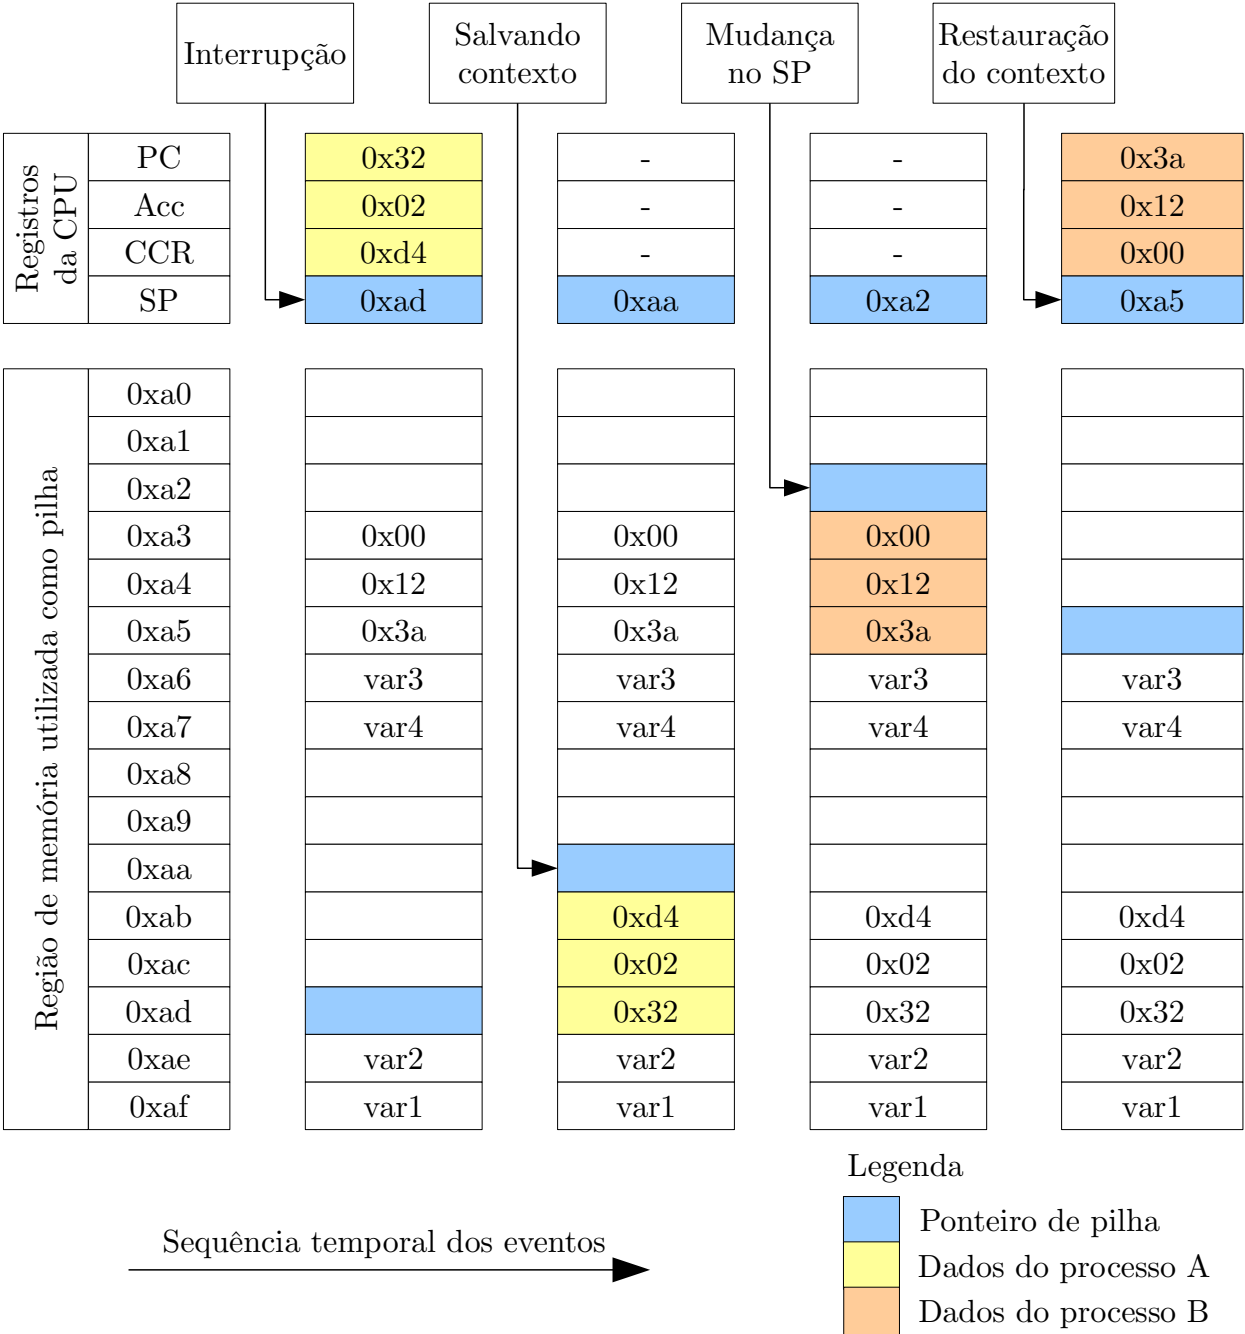 Interrupção
Salvando
contexto
Mudança
no SP
Restauração
do contexto
Registros
da CPU
PC 0x32 - - 0x3a
Acc 0x02 - - 0x12
CCR 0xd4 - - 0x00
SP 0xad 0xaa 0xa2 0xa5
Região de memória utilizada como pilha
0xa0
0xa1
0xa2
0xa3 0x00 0x00 0x00
0xa4 0x12 0x12 0x12
0xa5 0x3a 0x3a 0x3a
0xa6 var3 var3 var3 var3
0xa7 var4 var4 var4 var4
0xa8
0xa9
0xaa
0xab 0xd4 0xd4 0xd4
0xac 0x02 0x02 0x02
0xad 0x32 0x32 0x32
0xae var2 var2 var2 var2
0xaf var1 var1 var1 var1
Sequência temporal dos eventos
Legenda
Ponteiro de pilha
Dados do processo A
Dados do processo B